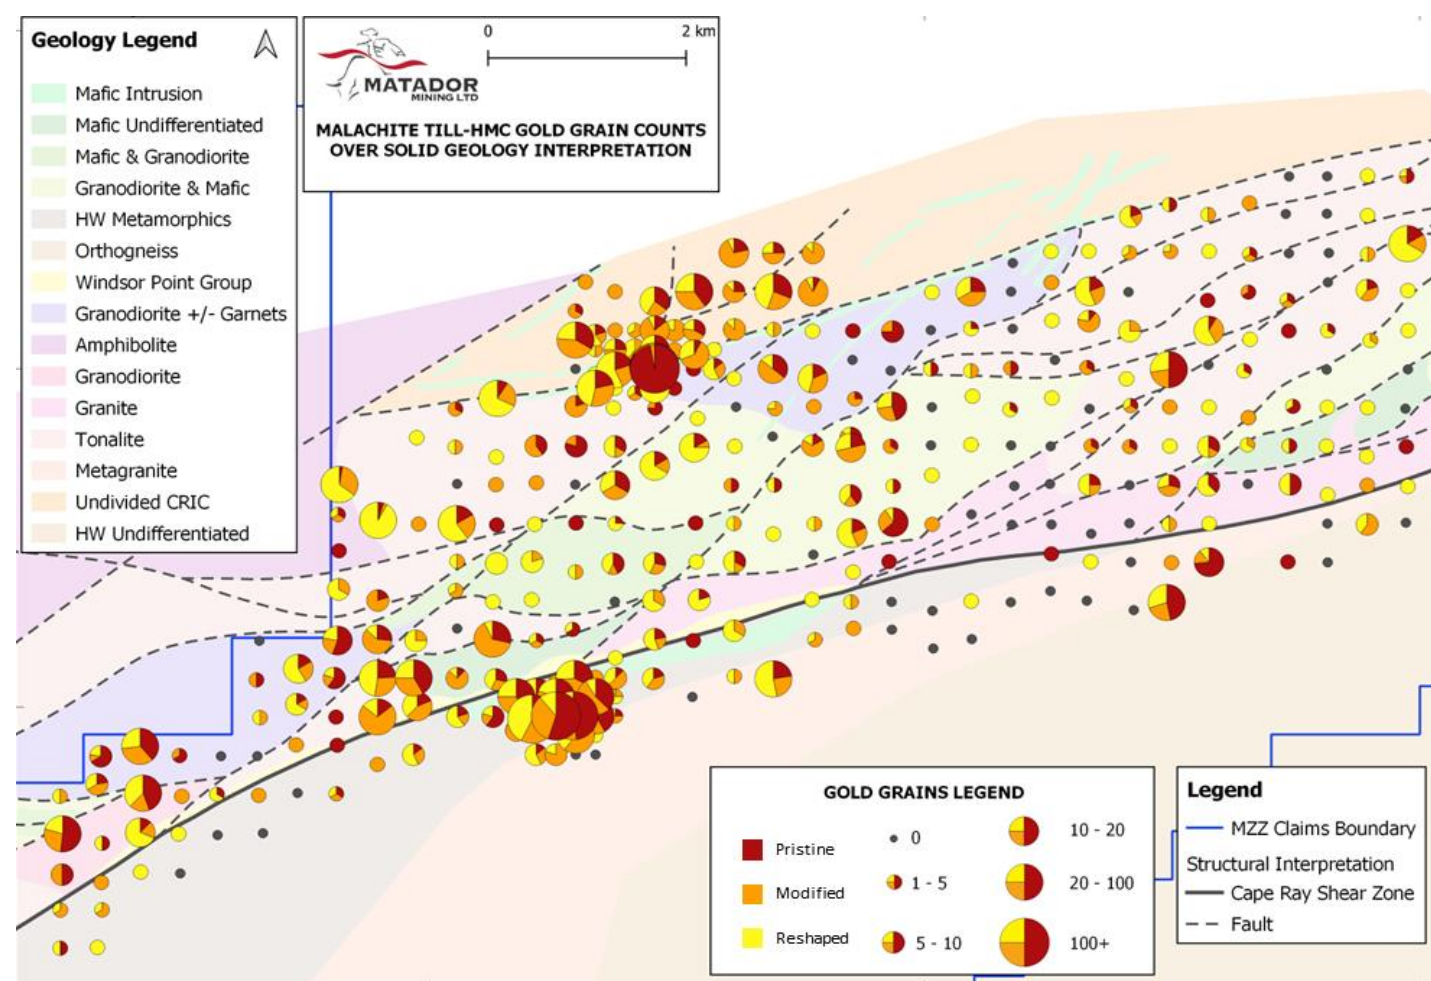 Geology Legend
Mafic Intrusion
Mafic Undifferentiated
Mafic & Granodiorite
Granodiorite & Mafic
HW Metamorphics
Orthogneiss
Windsor Point Group
Granodiorite +/- Garnets
Amphibolite
Granodiorite
Granite
Tonalite
Metagranite
Undivided CRIC
HW Undifferentiated
0 2 km
MATADOR
MINING LTD
MALACHITE TILL-HMC GOLD GRAIN COUNTS
OVER SOLID GEOLOGY INTERPRETATION
GOLD GRAINS LEGEND
Pristine
Modified
Reshaped
0
1 - 5
5 - 10
10 - 20
20 - 100
100+
Legend
MZZ Claims Boundary
Structural Interpretation
Cape Ray Shear Zone
Fault